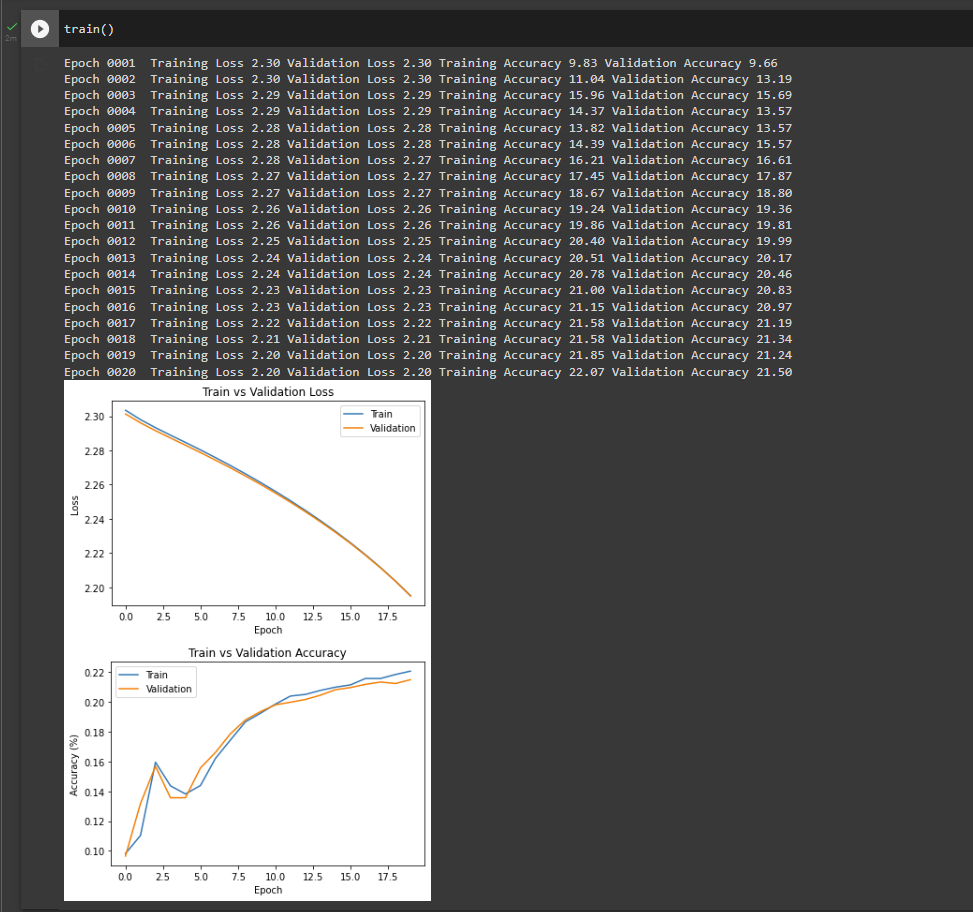 train()
2m
Epoch 0001  Training Loss 2.30 Validation Loss 2.30 Training Accuracy 9.83 Validation Accuracy 9.66
Epoch 0002  Training Loss 2.30 Validation Loss 2.30 Training Accuracy 11.04 Validation Accuracy 13.19
Epoch 0003  Training Loss 2.29 Validation Loss 2.29 Training Accuracy 15.96 Validation Accuracy 15.69
Epoch 0004  Training Loss 2.29 Validation Loss 2.29 Training Accuracy 14.37 Validation Accuracy 13.57
Epoch 0005  Training Loss 2.28 Validation Loss 2.28 Training Accuracy 13.82 Validation Accuracy 13.57
Epoch 0006  Training Loss 2.28 Validation Loss 2.28 Training Accuracy 14.39 Validation Accuracy 15.57
Epoch 0007  Training Loss 2.28 Validation Loss 2.27 Training Accuracy 16.21 Validation Accuracy 16.61
Epoch 0008  Training Loss 2.27 Validation Loss 2.27 Training Accuracy 17.45 Validation Accuracy 17.87
Epoch 0009  Training Loss 2.27 Validation Loss 2.27 Training Accuracy 18.67 Validation Accuracy 18.80
Epoch 0010  Training Loss 2.26 Validation Loss 2.26 Training Accuracy 19.24 Validation Accuracy 19.36
Epoch 0011  Training Loss 2.26 Validation Loss 2.26 Training Accuracy 19.86 Validation Accuracy 19.81
Epoch 0012  Training Loss 2.25 Validation Loss 2.25 Training Accuracy 20.40 Validation Accuracy 19.99
Epoch 0013  Training Loss 2.24 Validation Loss 2.24 Training Accuracy 20.51 Validation Accuracy 20.17
Epoch 0014  Training Loss 2.24 Validation Loss 2.24 Training Accuracy 20.78 Validation Accuracy 20.46
Epoch 0015  Training Loss 2.23 Validation Loss 2.23 Training Accuracy 21.00 Validation Accuracy 20.83
Epoch 0016  Training Loss 2.23 Validation Loss 2.23 Training Accuracy 21.15 Validation Accuracy 20.97
Epoch 0017  Training Loss 2.22 Validation Loss 2.22 Training Accuracy 21.58 Validation Accuracy 21.19
Epoch 0018  Training Loss 2.21 Validation Loss 2.21 Training Accuracy 21.58 Validation Accuracy 21.34
Epoch 0019  Training Loss 2.20 Validation Loss 2.20 Training Accuracy 21.85 Validation Accuracy 21.24
Epoch 0020  Training Loss 2.20 Validation Loss 2.20 Training Accuracy 22.07 Validation Accuracy 21.50
Train vs Validation Loss
Train
Validation
2.30
2.28
2.26
2.24
2.22
2.20
Loss
0.0 2.5 5.0 7.5 10.0 12.5 15.0 17.5
Epoch
Train vs Validation Accuracy
Train
Validation
0.22
0.20
0.18
0.16
0.14
0.12
0.10
Accuracy (%)
0.0 2.5 5.0 7.5 10.0 12.5 15.0 17.5
Epoch